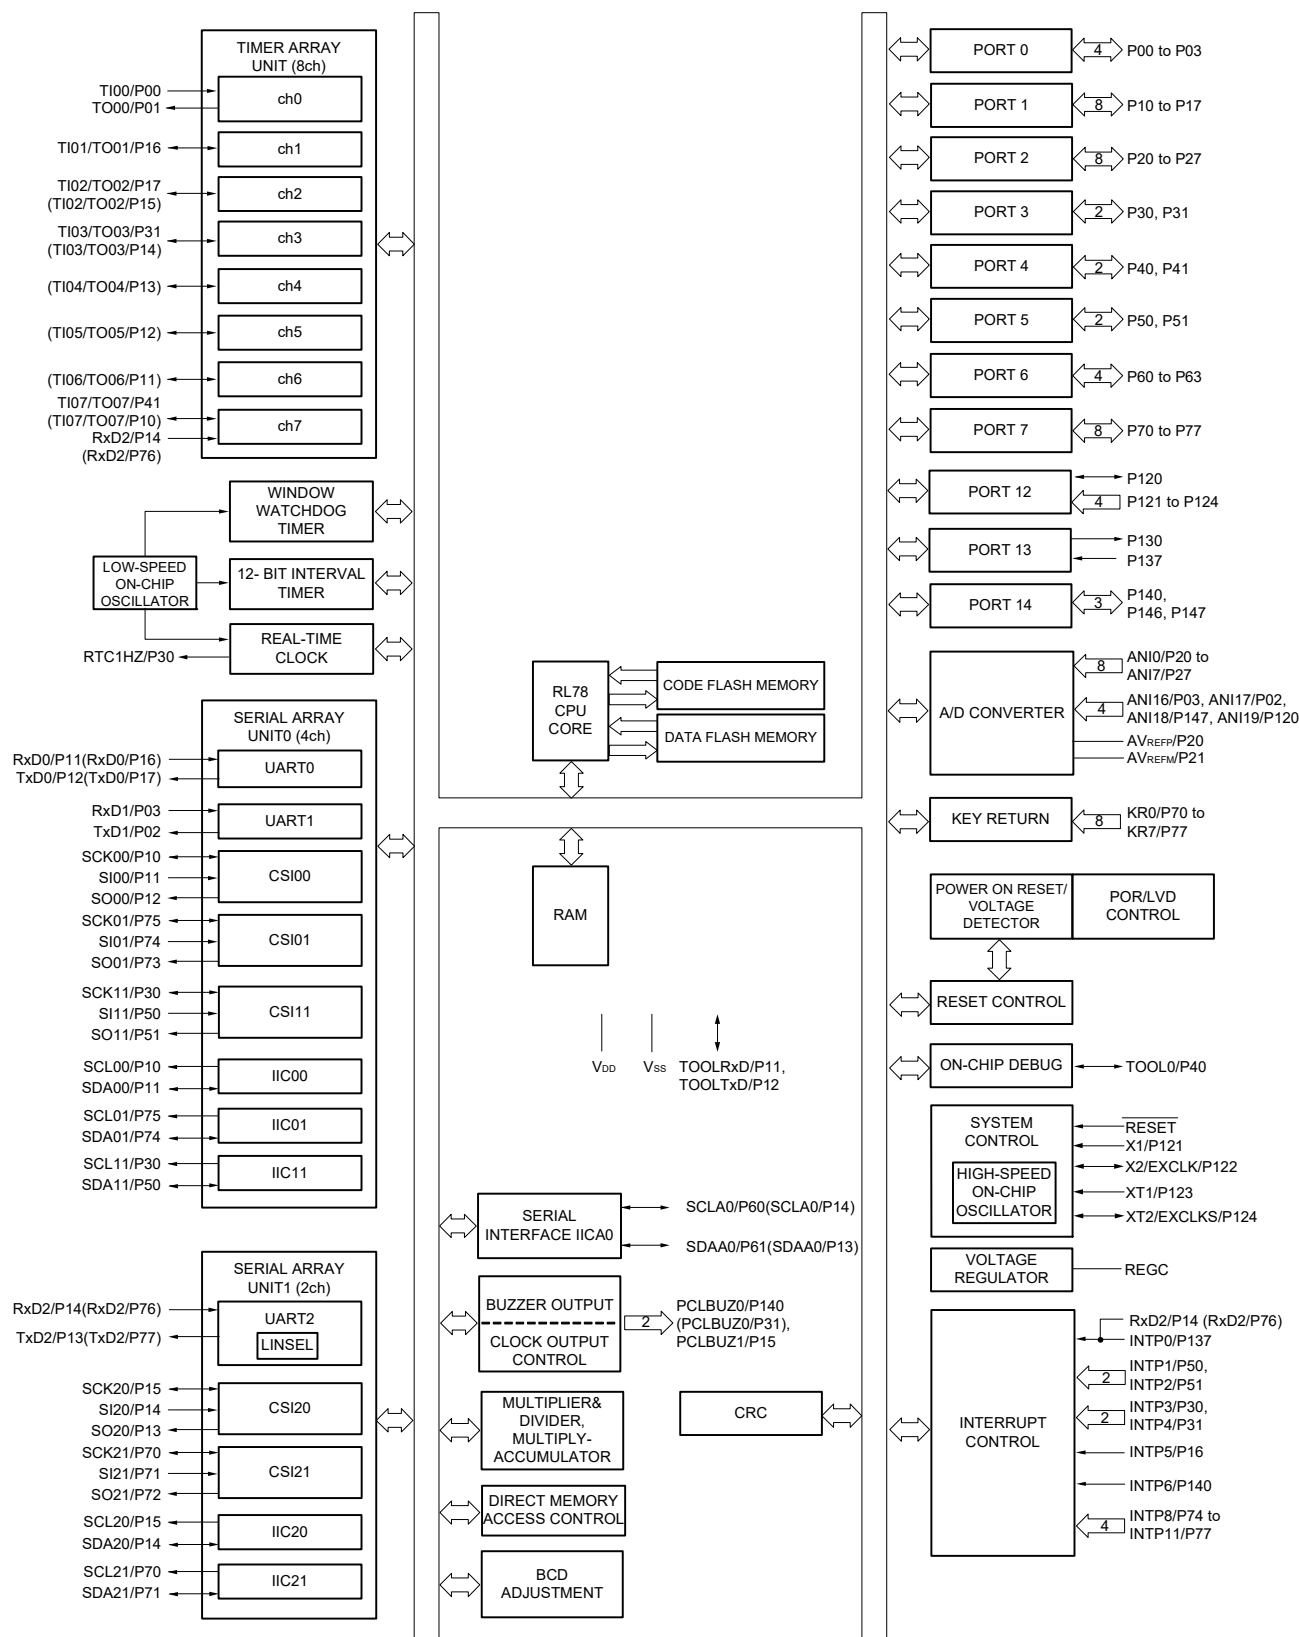 TIMER ARRAY
UNIT (8ch)
TI00/P00
TO00/P01
ch0
TI01/TO01/P16
ch1
TI02/TO02/P17
(TI02/TO02/P15)
ch2
TI03/TO03/P31
(TI03/TO03/P14)
ch3
(TI04/TO04/P13)
ch4
(TI05/TO05/P12)
ch5
(TI06/TO06/P11)
ch6
TI07/TO07/P41
(TI07/TO07/P10)
RxD2/P14
(RxD2/P76)
ch7
WINDOW
WATCHDOG
TIMER
LOW-SPEED
ON-CHIP
OSCILLATOR
12- BIT INTERVAL
TIMER
REAL-TIME
CLOCK
RTC1HZ/P30
SERIAL ARRAY
UNIT0 (4ch)
RxD0/P11(RxD0/P16)
TxD0/P12(TxD0/P17)
UART0
RxD1/P03
TxD1/P02
UART1
SCK00/P10
SI00/P11
SO00/P12
CSI00
SCK01/P75
SI01/P74
SO01/P73
CSI01
SCK11/P30
SI11/P50
SO11/P51
CSI11
SCL00/P10
SDA00/P11
IIC00
SCL01/P75
SDA01/P74
IIC01
SCL11/P30
SDA11/P50
IIC11
SERIAL ARRAY
UNIT1 (2ch)
RxD2/P14(RxD2/P76)
TxD2/P13(TxD2/P77)
UART2
LINSEL
SCK20/P15
SI20/P14
SO20/P13
CSI20
SCK21/P70
SI21/P71
SO21/P72
CSI21
SCL20/P15
SDA20/P14
IIC20
SCL21/P70
SDA21/P71
IIC21
RL78
CPU
CORE
CODE FLASH MEMORY
DATA FLASH MEMORY
RAM
VDD
VSS
TOOLRxD/P11,
TOOLTxD/P12
SERIAL
INTERFACE IICA0
SCLA0/P60(SCLA0/P14)
SDAA0/P61(SDAA0/P13)
BUZZER OUTPUT
CLOCK OUTPUT
CONTROL
2
PCLBUZ0/P140
(PCLBUZ0/P31),
PCLBUZ1/P15
MULTIPLIER&
DIVIDER,
MULTIPLY-
ACCUMULATOR
CRC
DIRECT MEMORY
ACCESS CONTROL
BCD
ADJUSTMENT
PORT 0
4
P00 to P03
PORT 1
8
P10 to P17
PORT 2
8
P20 to P27
PORT 3
2
P30, P31
PORT 4
2
P40, P41
PORT 5
2
P50, P51
PORT 6
4
P60 to P63
PORT 7
8
P70 to P77
PORT 12
P120
4
P121 to P124
PORT 13
P130
P137
PORT 14
3
P140,
P146, P147
A/D CONVERTER
8
ANI0/P20 to
ANI7/P27
4
ANI16/P03, ANI17/P02,
ANI18/P147, ANI19/P120
AVREFP/P20
AVREFM/P21
KEY RETURN
8
KR0/P70 to
KR7/P77
POWER ON RESET/
VOLTAGE
DETECTOR
POR/LVD
CONTROL
RESET CONTROL
ON-CHIP DEBUG
TOOL0/P40
SYSTEM
CONTROL
HIGH-SPEED
ON-CHIP
OSCILLATOR
RESET
X1/P121
X2/EXCLK/P122
XT1/P123
XT2/EXCLKS/P124
VOLTAGE
REGULATOR
REGC
INTERRUPT
CONTROL
RxD2/P14 (RxD2/P76)
INTP0/P137
2
INTP1/P50,
INTP2/P51
2
INTP3/P30,
INTP4/P31
INTP5/P16
INTP6/P140
4
INTP8/P74 to
INTP11/P77